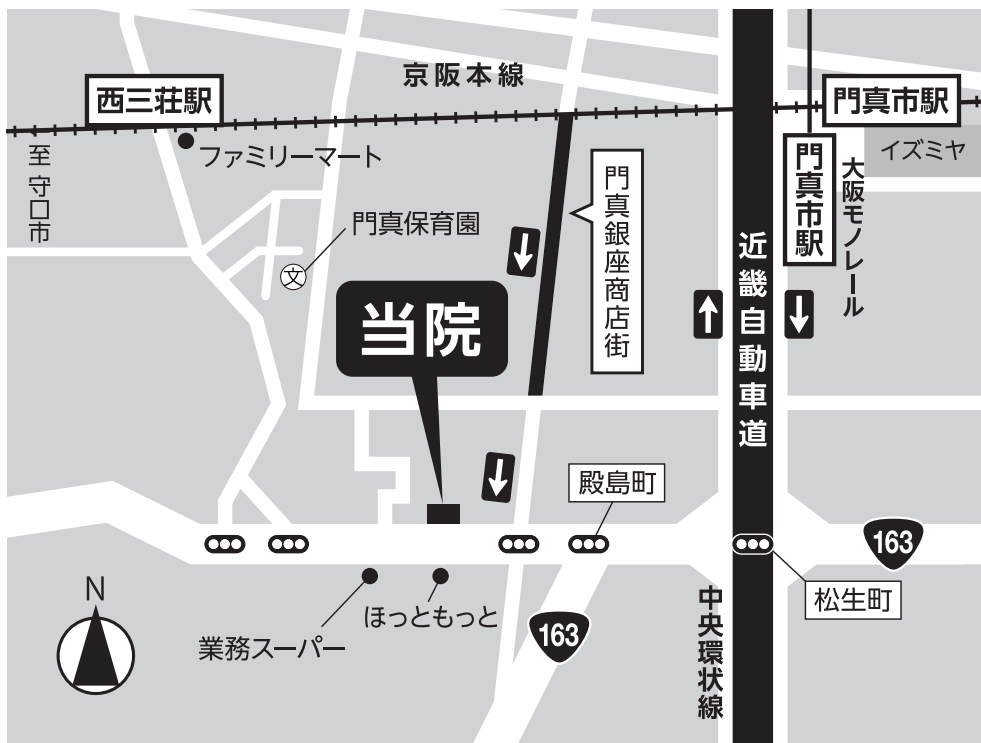 京阪本線
西三荘駅
門真市駅
ファミリーマート
イズミヤ
至 守口市
門真市駅
大阪モノレール
門真銀座商店街
門真保育園
文
近畿自動車道
当院
殿島町
163
松生町
N
ほっともっと
業務スーパー
163
中央環状線